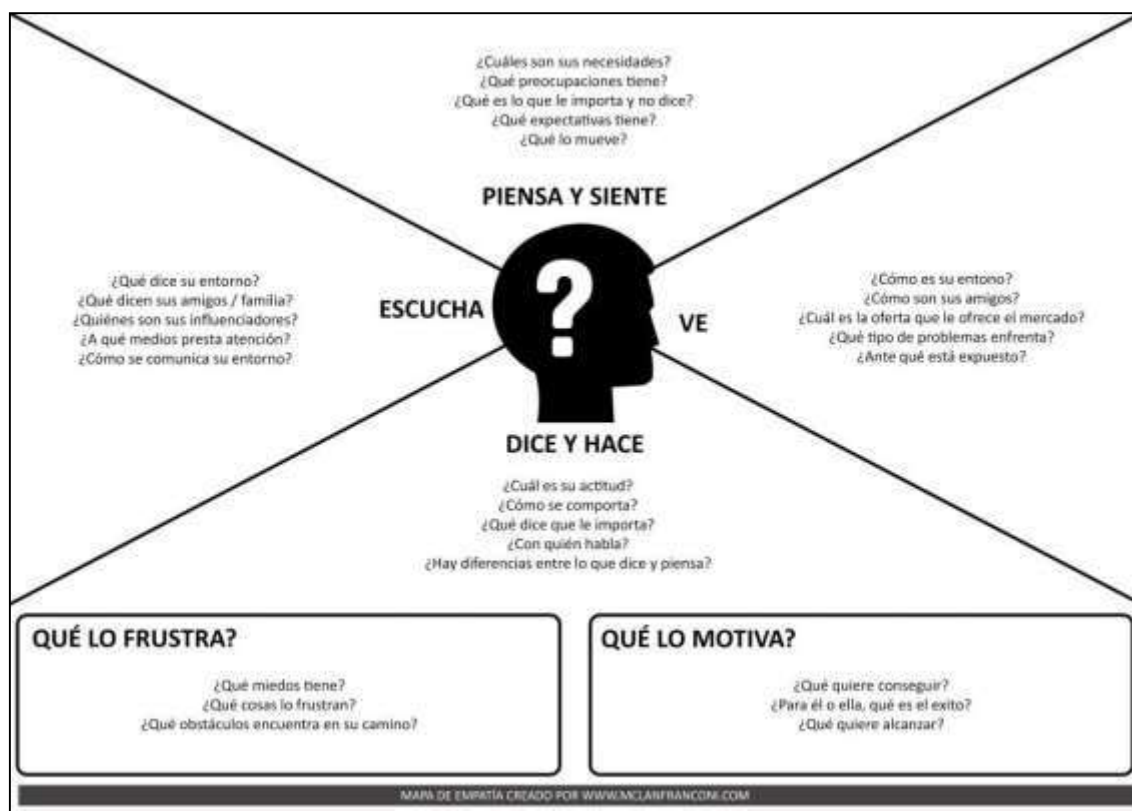 ¿Cuáles son sus necesidades?
¿Qué preocupaciones tiene?
¿Qué es lo que le importa y no dice?
¿Qué expectativas tiene?
¿Qué lo mueve?
PIENSA Y SIENTE
¿Qué dice su entorno?
¿Qué dicen sus amigos / familia?
¿Quiénes son sus influenciadores?
¿A qué medios presta atención?
¿Cómo se comunica su entorno?
ESCUCHA
?
VE
¿Cómo es su entono?
¿Cómo son sus amigos?
¿Cuál es la oferta que le ofrece el mercado?
¿Qué tipo de problemas enfrenta?
¿Ante qué está expuesto?
DICE Y HACE
¿Cuál es su actitud?
¿Cómo se comporta?
¿Qué dice que le importa?
¿Con quién habla?
¿Hay diferencias entre lo que dice y piensa?
QUÉ LO FRUSTRA?
¿Qué miedos tiene?
¿Qué cosas lo frustran?
¿Qué obstáculos encuentra en su camino?
QUÉ LO MOTIVA?
¿Qué quiere conseguir?
¿Para él o ella, qué es el exito?
¿Qué quiere alcanzar?
MAPA DE EMPATÍA CREADO POR WWW.MCLANFRANCONI.COM